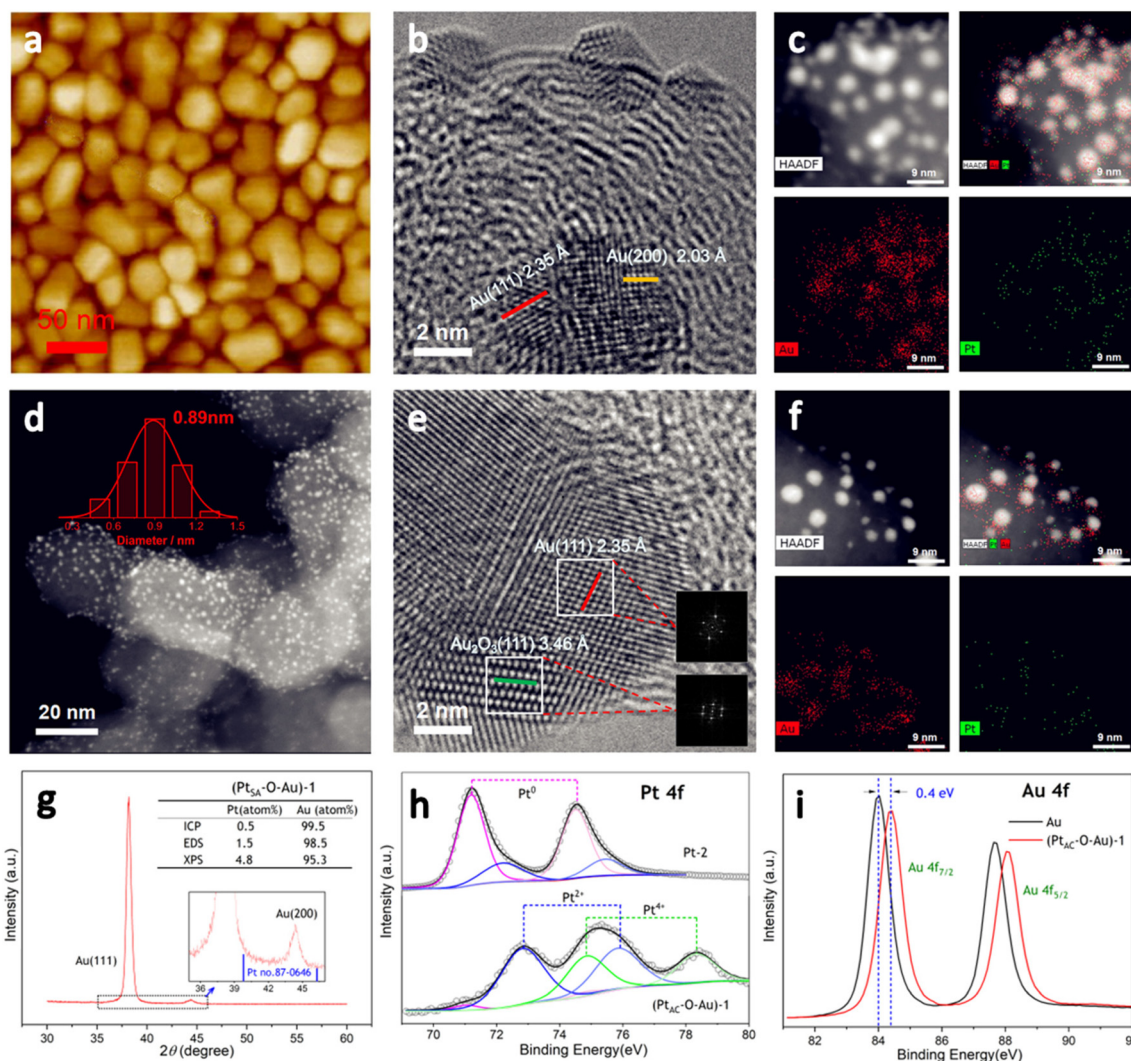 a
50 nm
b
Au(111) 2.35 Å
Au(200) 2.03 Å
2 nm
c
HAADF
9 nm
HAADF
Pt
9 nm
Au
9 nm
Pt
9 nm
d
0.89nm
0.3 0.6 0.9 1.2 1.5
Diameter / nm
20 nm
e
Au(111) 2.35 Å
Au₂O₃(111) 3.46 Å
2 nm
f
HAADF
9 nm
HAADF
Pt
9 nm
Au
9 nm
Pt
9 nm
g
(Pt_SA-O-Au)-1
Pt(atom%) Au (atom%)
ICP 0.5 99.5
EDS 1.5 98.5
XPS 4.8 95.3
Au(111)
Au(200)
Pt no.87-0646
36 39 42 45
30 40 50 60
2θ (degree)
Intensity (a.u.)
h
Pt 4f
Pt⁰
Pt-2
Pt²⁺
Pt⁴⁺
(Pt_AC-O-Au)-1
70 72 74 76 78 80
Binding Energy(eV)
Intensity (a.u.)
i
0.4 eV
Au 4f
Au
(Pt_AC-O-Au)-1
Au 4f₇/₂
Au 4f₅/₂
82 84 86 88 90
Binding Energy(eV)
Intensity (a.u.)